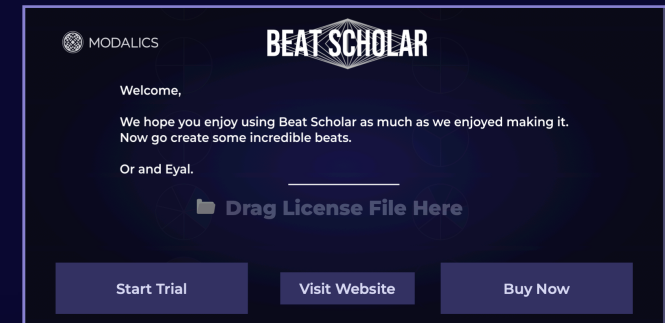 MODALICS
BEAT SCHOLAR
Welcome,
We hope you enjoy using Beat Scholar as much as we enjoyed making it.
Now go create some incredible beats.
Or and Eyal.
Drag License File Here
Start Trial
Visit Website
Buy Now